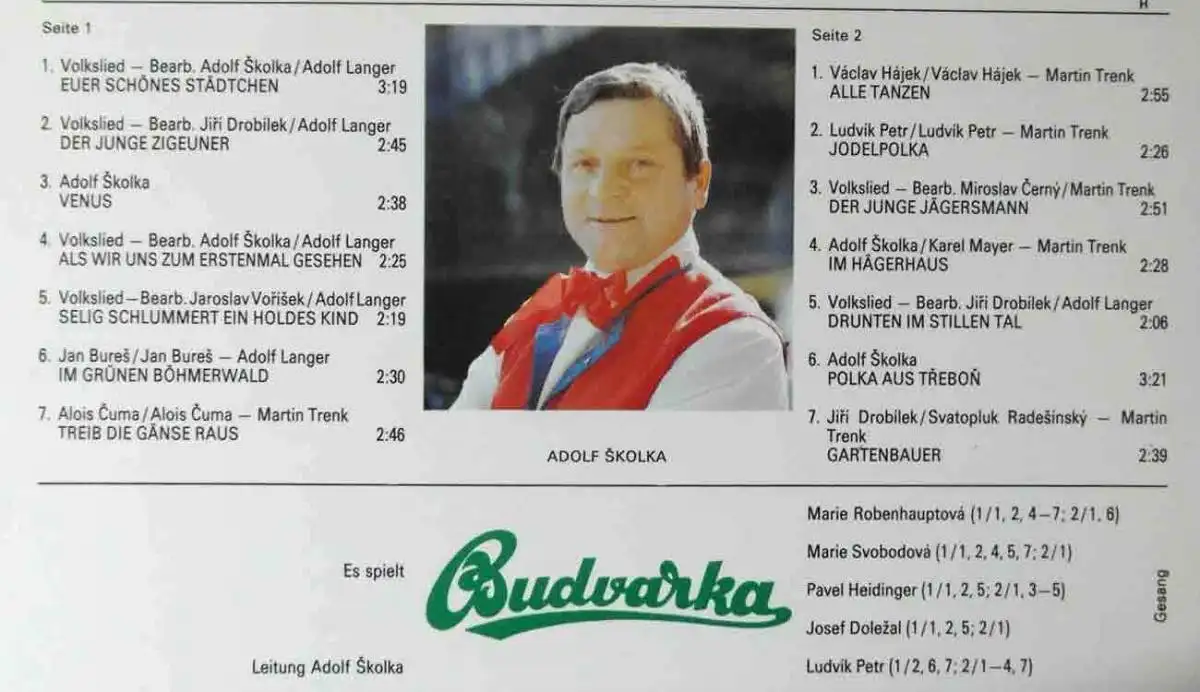 H
Seite 1
1. Volkslied – Bearb. Adolf Školka/Adolf Langer
EUER SCHÖNES STÄDTCHEN 3:19
2. Volkslied – Bearb. Jiří Drobílek/Adolf Langer
DER JUNGE ZIGEUNER 2:45
3. Adolf Školka
VENUS 2:38
4. Volkslied – Bearb. Adolf Školka/Adolf Langer
ALS WIR UNS ZUM ERSTENMAL GESEHEN 2:25
5. Volkslied – Bearb. Jaroslav Voříšek/Adolf Langer
SELIG SCHLUMMERT EIN HOLDES KIND 2:19
6. Jan Bureš/Jan Bureš – Adolf Langer
IM GRÜNEN BÖHMERWALD 2:30
7. Alois Čuma/Alois Čuma – Martin Trenk
TREIB DIE GÄNSE RAUS 2:46
ADOLF ŠKOLKA
Seite 2
1. Václav Hájek/Václav Hájek – Martin Trenk
ALLE TANZEN 2:55
2. Ludvík Petr/Ludvík Petr – Martin Trenk
JODELPOLKA 2:26
3. Volkslied – Bearb. Miroslav Černý/Martin Trenk
DER JUNGE JÄGERSMANN 2:51
4. Adolf Školka/Karel Mayer – Martin Trenk
IM HÄGERHAUS 2:28
5. Volkslied – Bearb. Jiří Drobílek/Adolf Langer
DRUNTEN IM STILLEN TAL 2:06
6. Adolf Školka
POLKA AUS TŘEBOŇ 3:21
7. Jiří Drobílek/Svatopluk Radešínský – Martin
Trenk
GARTENBAUER 2:39
Es spielt
Budvarka
Leitung Adolf Školka
Marie Robenhauptová (1/1, 2, 4–7; 2/1, 6)
Marie Svobodová (1/1, 2, 4, 5, 7; 2/1)
Pavel Heidinger (1/1, 2, 5; 2/1, 3–5)
Josef Doležal (1/1, 2, 5; 2/1)
Ludvík Petr (1/2, 6, 7; 2/1–4, 7)
Gesang